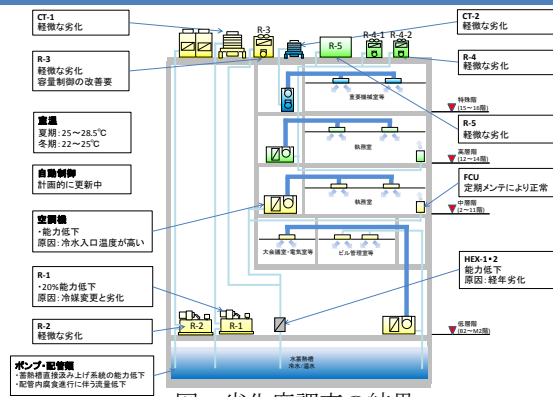 CT-1
軽微な劣化
R-3
軽微な劣化
容量制御の改善要
室温
夏期:25～28.5℃
冬期:22～25℃
自動制御
計画的に更新中
空調機
・能力低下
原因:冷水入口温度が高い
R-1
・20%能力低下
原因:冷媒変更と劣化
R-2
軽微な劣化
ポンプ・配管類
・蓄熱槽直接汲み上げ系統の能力低下
・配管内腐食進行に伴う流量低下
R-3
R-5
R-4-1
R-4-2
重要機械室等
執務室
執務室
大会議室・電気室等
ビル管理室等
R-2
R-1
水蓄熱槽
冷水/温水
CT-2
軽微な劣化
R-4
軽微な劣化
特殊階
(15～16階)
R-5
軽微な劣化
高層階
(12～14階)
FCU
定期メンテにより正常
中層階
(2～11階)
HEX-1・2
能力低下
原因:経年劣化
低層階
(B2～M2階)
劣化度調査の結果